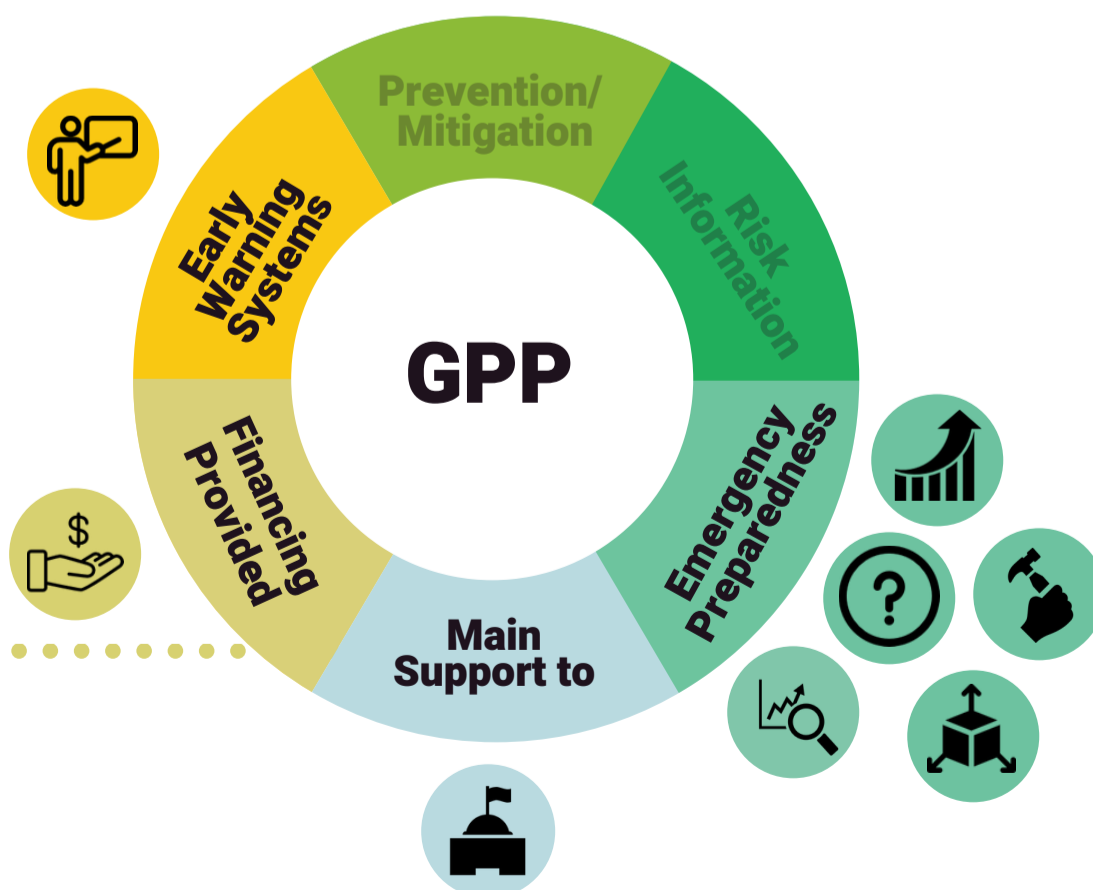 Prevention/
Mitigation
Risk
Information
Early
Warning
Systems
GPP
Financing
Provided
Emergency
Preparedness
Main
Support to
$
?